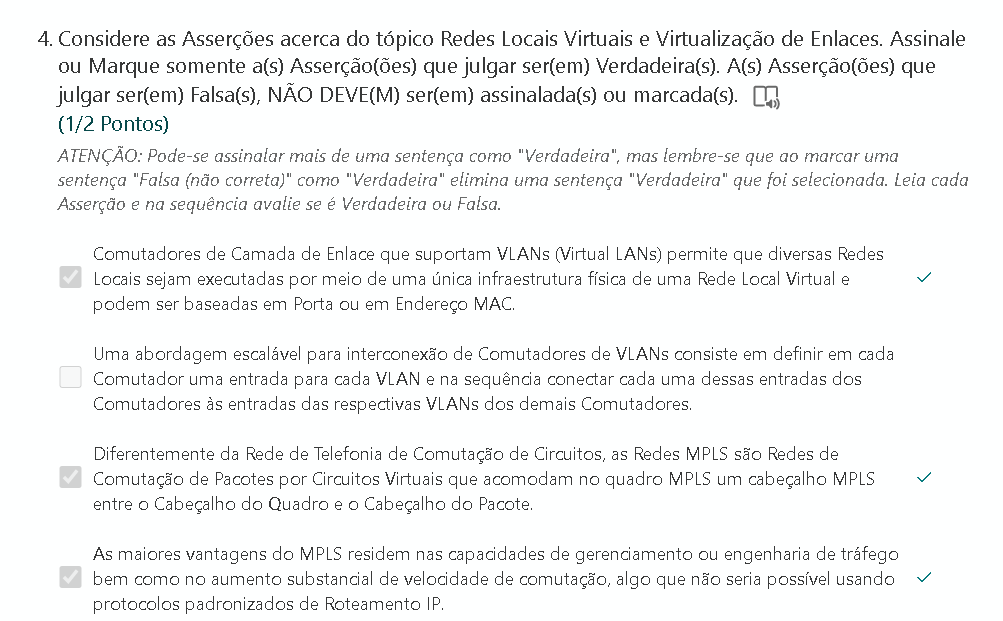 4. Considere as Asserções acerca do tópico Redes Locais Virtuais e Virtualização de Enlaces. Assinale
ou Marque somente a(s) Asserção(ões) que julgar ser(em) Verdadeira(s). A(s) Asserção(ões) que
julgar ser(em) Falsa(s), NÃO DEVE(M) ser(em) assinalada(s) ou marcada(s).
(1/2 Pontos)
ATENÇÃO: Pode-se assinalar mais de uma sentença como "Verdadeira", mas lembre-se que ao marcar uma
sentença "Falsa (não correta)" como "Verdadeira" elimina uma sentença "Verdadeira" que foi selecionada. Leia cada
Asserção e na sequência avalie se é Verdadeira ou Falsa.
Comutadores de Camada de Enlace que suportam VLANs (Virtual LANs) permite que diversas Redes
Locais sejam executadas por meio de uma única infraestrutura física de uma Rede Local Virtual e
podem ser baseadas em Porta ou em Endereço MAC.
Uma abordagem escalável para interconexão de Comutadores de VLANs consiste em definir em cada
Comutador uma entrada para cada VLAN e na sequência conectar cada uma dessas entradas dos
Comutadores às entradas das respectivas VLANs dos demais Comutadores.
Diferentemente da Rede de Telefonia de Comutação de Circuitos, as Redes MPLS são Redes de
Comutação de Pacotes por Circuitos Virtuais que acomodam no quadro MPLS um cabeçalho MPLS
entre o Cabeçalho do Quadro e o Cabeçalho do Pacote.
As maiores vantagens do MPLS residem nas capacidades de gerenciamento ou engenharia de tráfego
bem como no aumento substancial de velocidade de comutação, algo que não seria possível usando
protocolos padronizados de Roteamento IP.